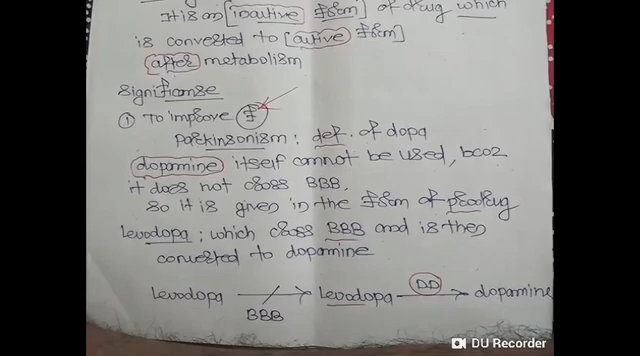 It is an [inactive form] of drug which
is converted to [active form]
after metabolism
significanse
① To improve F
parkinsonism : def. of dopa
dopamine itself cannot be used, bcoz
it does not cross BBB.
so it is given in the form of prodrug
levodopa ; which cross BBB and is then
converted to dopamine
levodopa → levodopa → dopamine
BBB
DD
DU Recorder